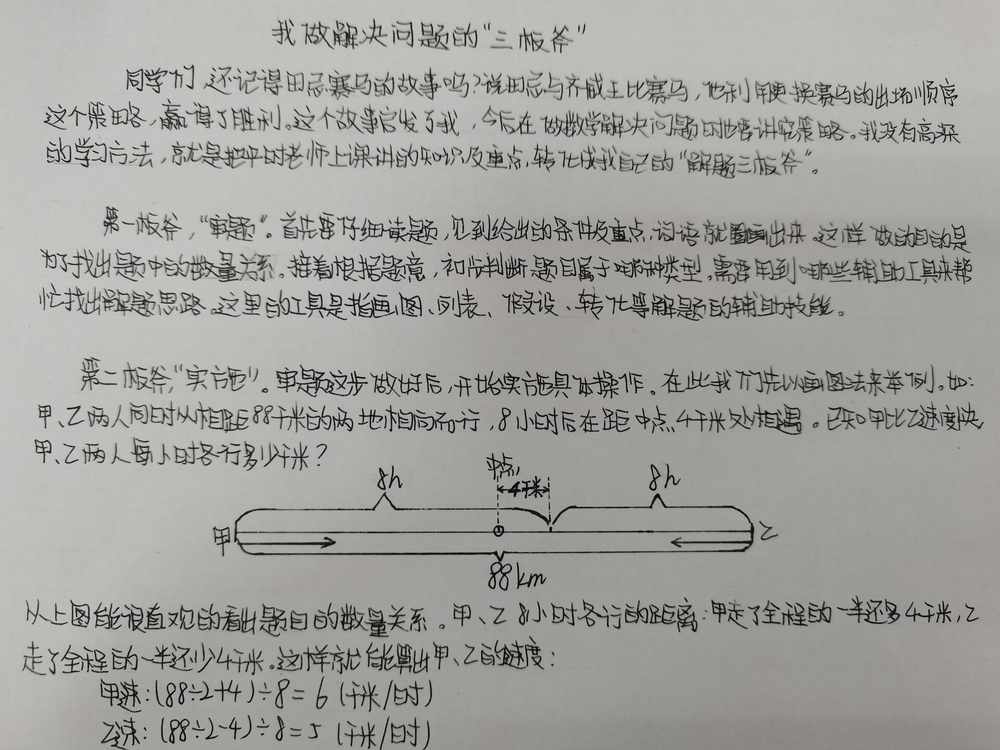 我做解决问题的“三板斧”
同学们,还记得田忌赛马的故事吗?说田忌与齐威王比赛马,他利用更换赛马的出场顺序
这个策略,赢得了胜利。这个故事启发了我,今后在做数学解决问题时也要讲究策略。我没有高深
的学习方法,就是把平时老师上课讲的知识及重点,转化成我自己的“解题三板斧”。
第一板斧,“审题”。首先要仔细读题,见到给出的条件及重点词语就圈画出来。这样做的目的是
为了找出题中的数量关系。接着根据题意,初步判断题目属于哪种类型,需要用到哪些辅助工具来帮
忙找出解题思路。这里的工具是指画图、列表、假设、转化等解题的辅助技能。
第二板斧,“实施”。审题这步做好后,开始实施具体操作。在此我们先以画图法来举例。如:
甲、乙两人同时从相距88千米的两地相向而行,8小时后在距中点4千米处相遇。已知甲比乙速度快,
甲、乙两人每小时各行多少千米?
中点
8h
4千米
8h
甲
乙
88km
从上图能很直观的看出题目的数量关系。甲、乙8小时各行的距离:甲走了全程的一半还多4千米,乙
走了全程的一半还少4千米。这样就能算出甲、乙的速度:
甲速:(88÷2+4)÷8=6(千米/时)
乙速:(88÷2-4)÷8=5(千米/时)